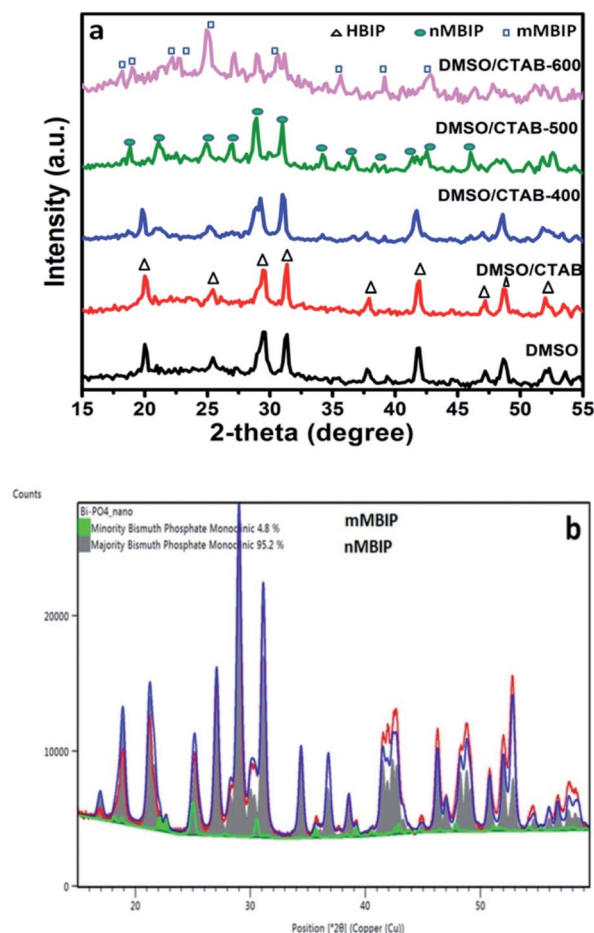 a
HBIP nMBIP mMBIP
DMSO/CTAB-600
DMSO/CTAB-500
DMSO/CTAB-400
DMSO/CTAB
DMSO
Intensity (a.u.)
15 20 25 30 35 40 45 50 55
2-theta (degree)
Counts
Bi-PO4_nano
Minority Bismuth Phosphate Monoclinic 4.8 %
Majority Bismuth Phosphate Monoclinic 95.2 %
mMBIP
nMBIP
b
20000
10000
0
20 30 40 50
Position [°2θ] (Copper (Cu))